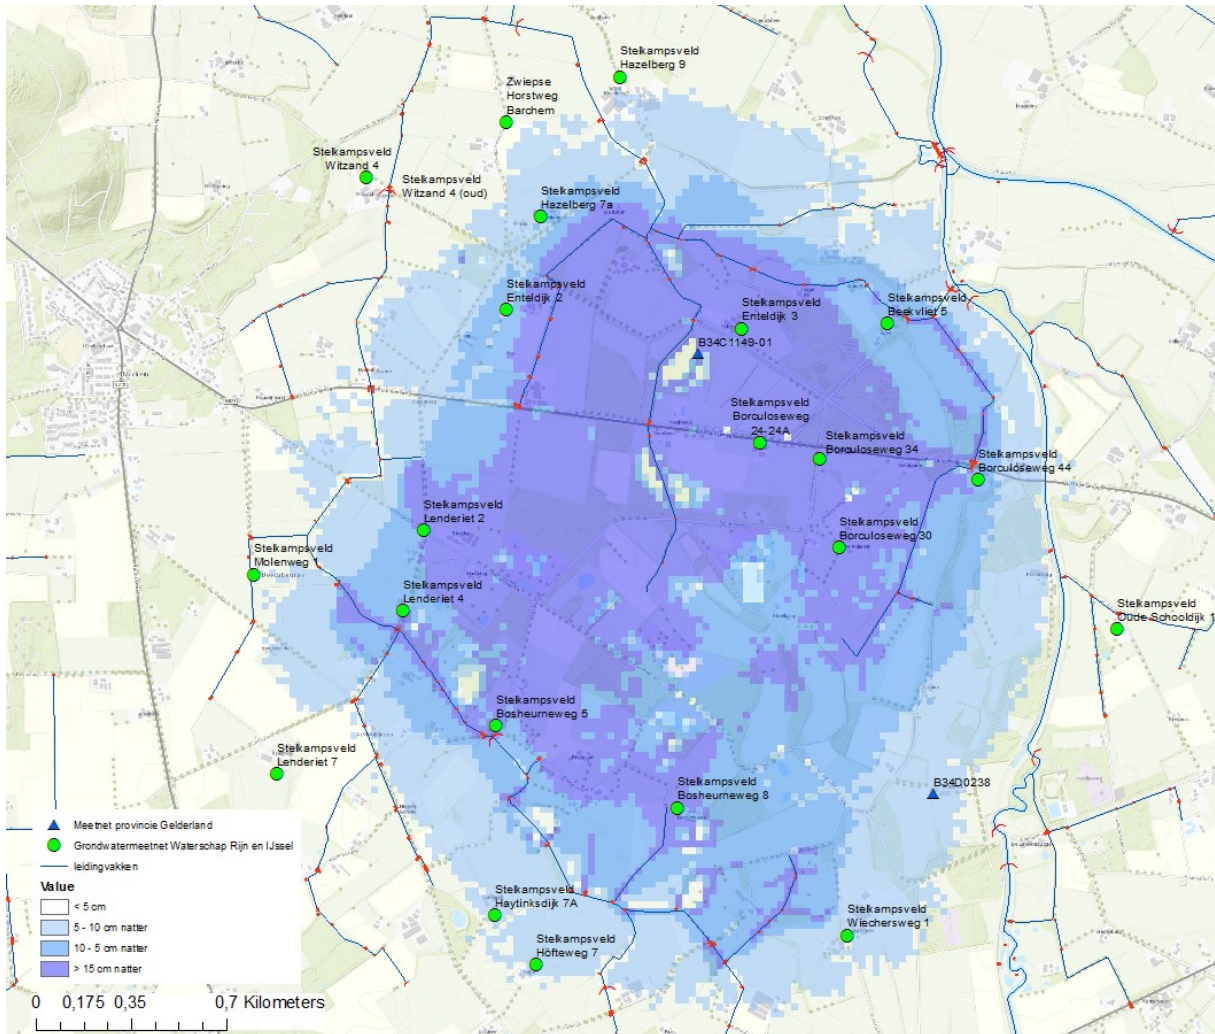 Stelkampsveld
Hazelberg 9
Zwiepse
Horstweg
Barchem
Stelkampsveld
Witzand 4
Stelkampsveld
Witzand 4 (oud)
Stelkampsveld
Hazelberg 7a
Stelkampsveld
Enteldijk 2
Stelkampsveld
Enteldijk 3
Stelkampsveld
Beekvliet 5
B34C1149-01
Stelkampsveld
Borculoseweg
24-24A
Stelkampsveld
Borculoseweg 34
Stelkampsveld
Borculoseweg 44
Stelkampsveld
Lenderiet 2
Stelkampsveld
Borculoseweg 30
Stelkampsveld
Molenweg 1
Stelkampsveld
Lenderiet 4
Stelkampsveld
Oude Schooldijk 1
Stelkampsveld
Bosheurneweg 5
Stelkampsveld
Lenderiet 7
Stelkampsveld
Bosheurneweg 8
B34D0238
Stelkampsveld
Haytinksdijk 7A
Stelkampsveld
Wiechersweg 1
Stelkampsveld
Höfteweg 7
Meetnet provincie Gelderland
Grondwatermeetnet Waterschap Rijn en IJssel
leidingvakken
Value
< 5 cm
5 - 10 cm natter
10 - 5 cm natter
> 15 cm natter
0 0,175 0,35 0,7 Kilometers